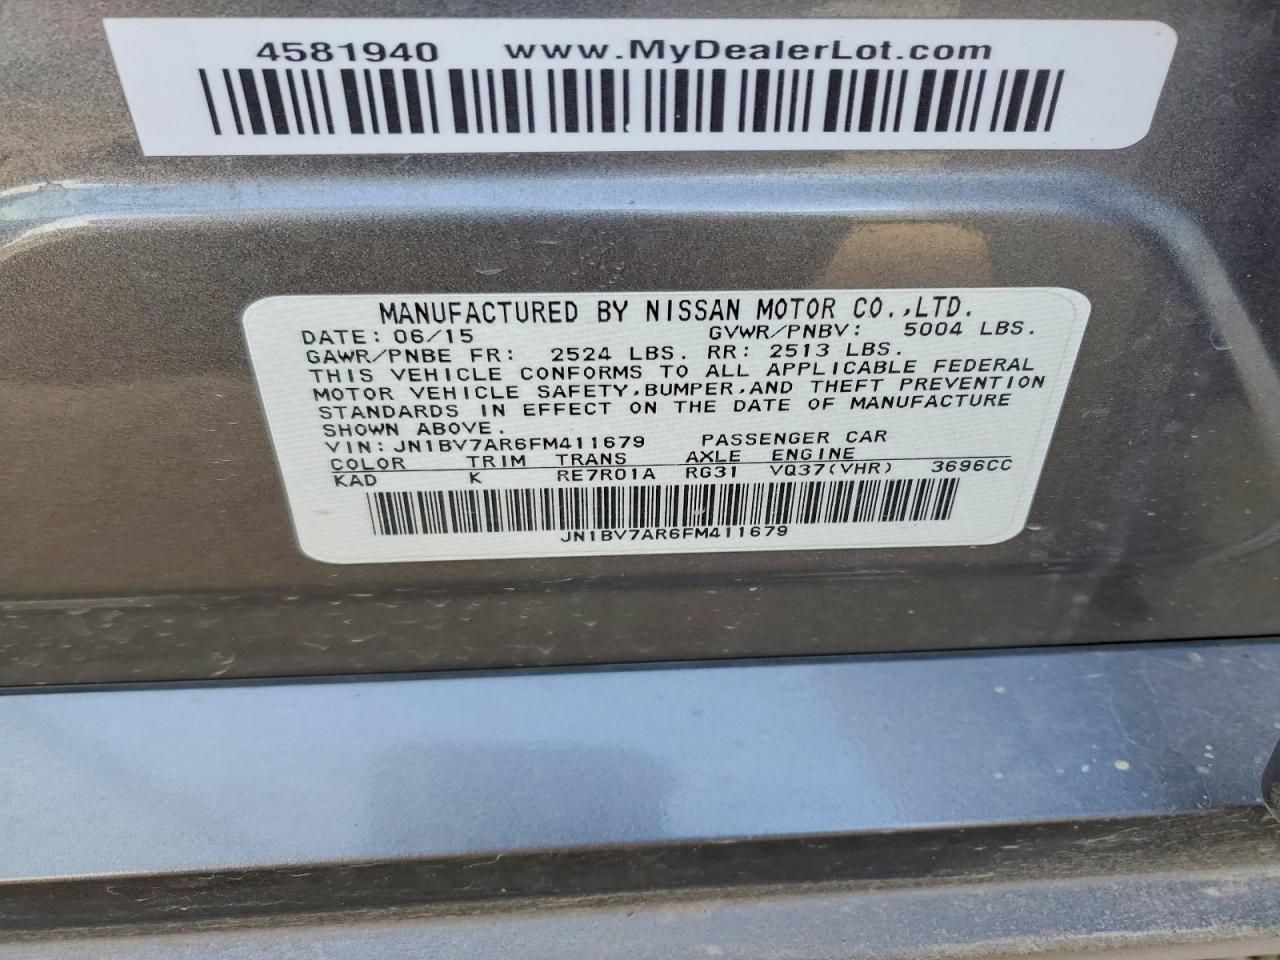 4581940 www.MyDealerLot.com
MANUFACTURED BY NISSAN MOTOR CO.,LTD.
DATE: 06/15 GVWR/PNBV: 5004 LBS.
GAWR/PNBE FR: 2524 LBS. RR: 2513 LBS.
THIS VEHICLE CONFORMS TO ALL APPLICABLE FEDERAL
MOTOR VEHICLE SAFETY,BUMPER,AND THEFT PREVENTION
STANDARDS IN EFFECT ON THE DATE OF MANUFACTURE
SHOWN ABOVE.
VIN: JN1BV7AR6FM411679 PASSENGER CAR
COLOR TRIM TRANS AXLE ENGINE
KAD K RE7R01A RG31 VQ37(VHR) 3696CC
JN1BV7AR6FM411679